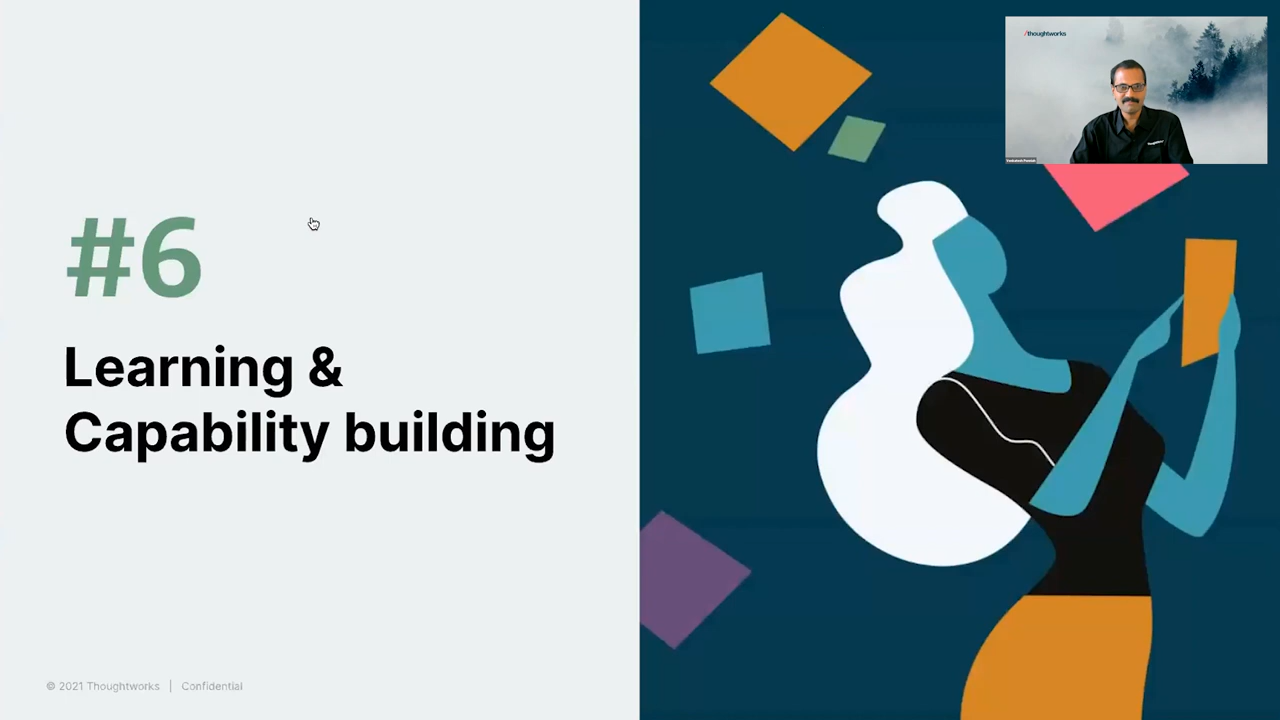 /thoughtworks
#6
Learning &
Capability building
© 2021 Thoughtworks | Confidential